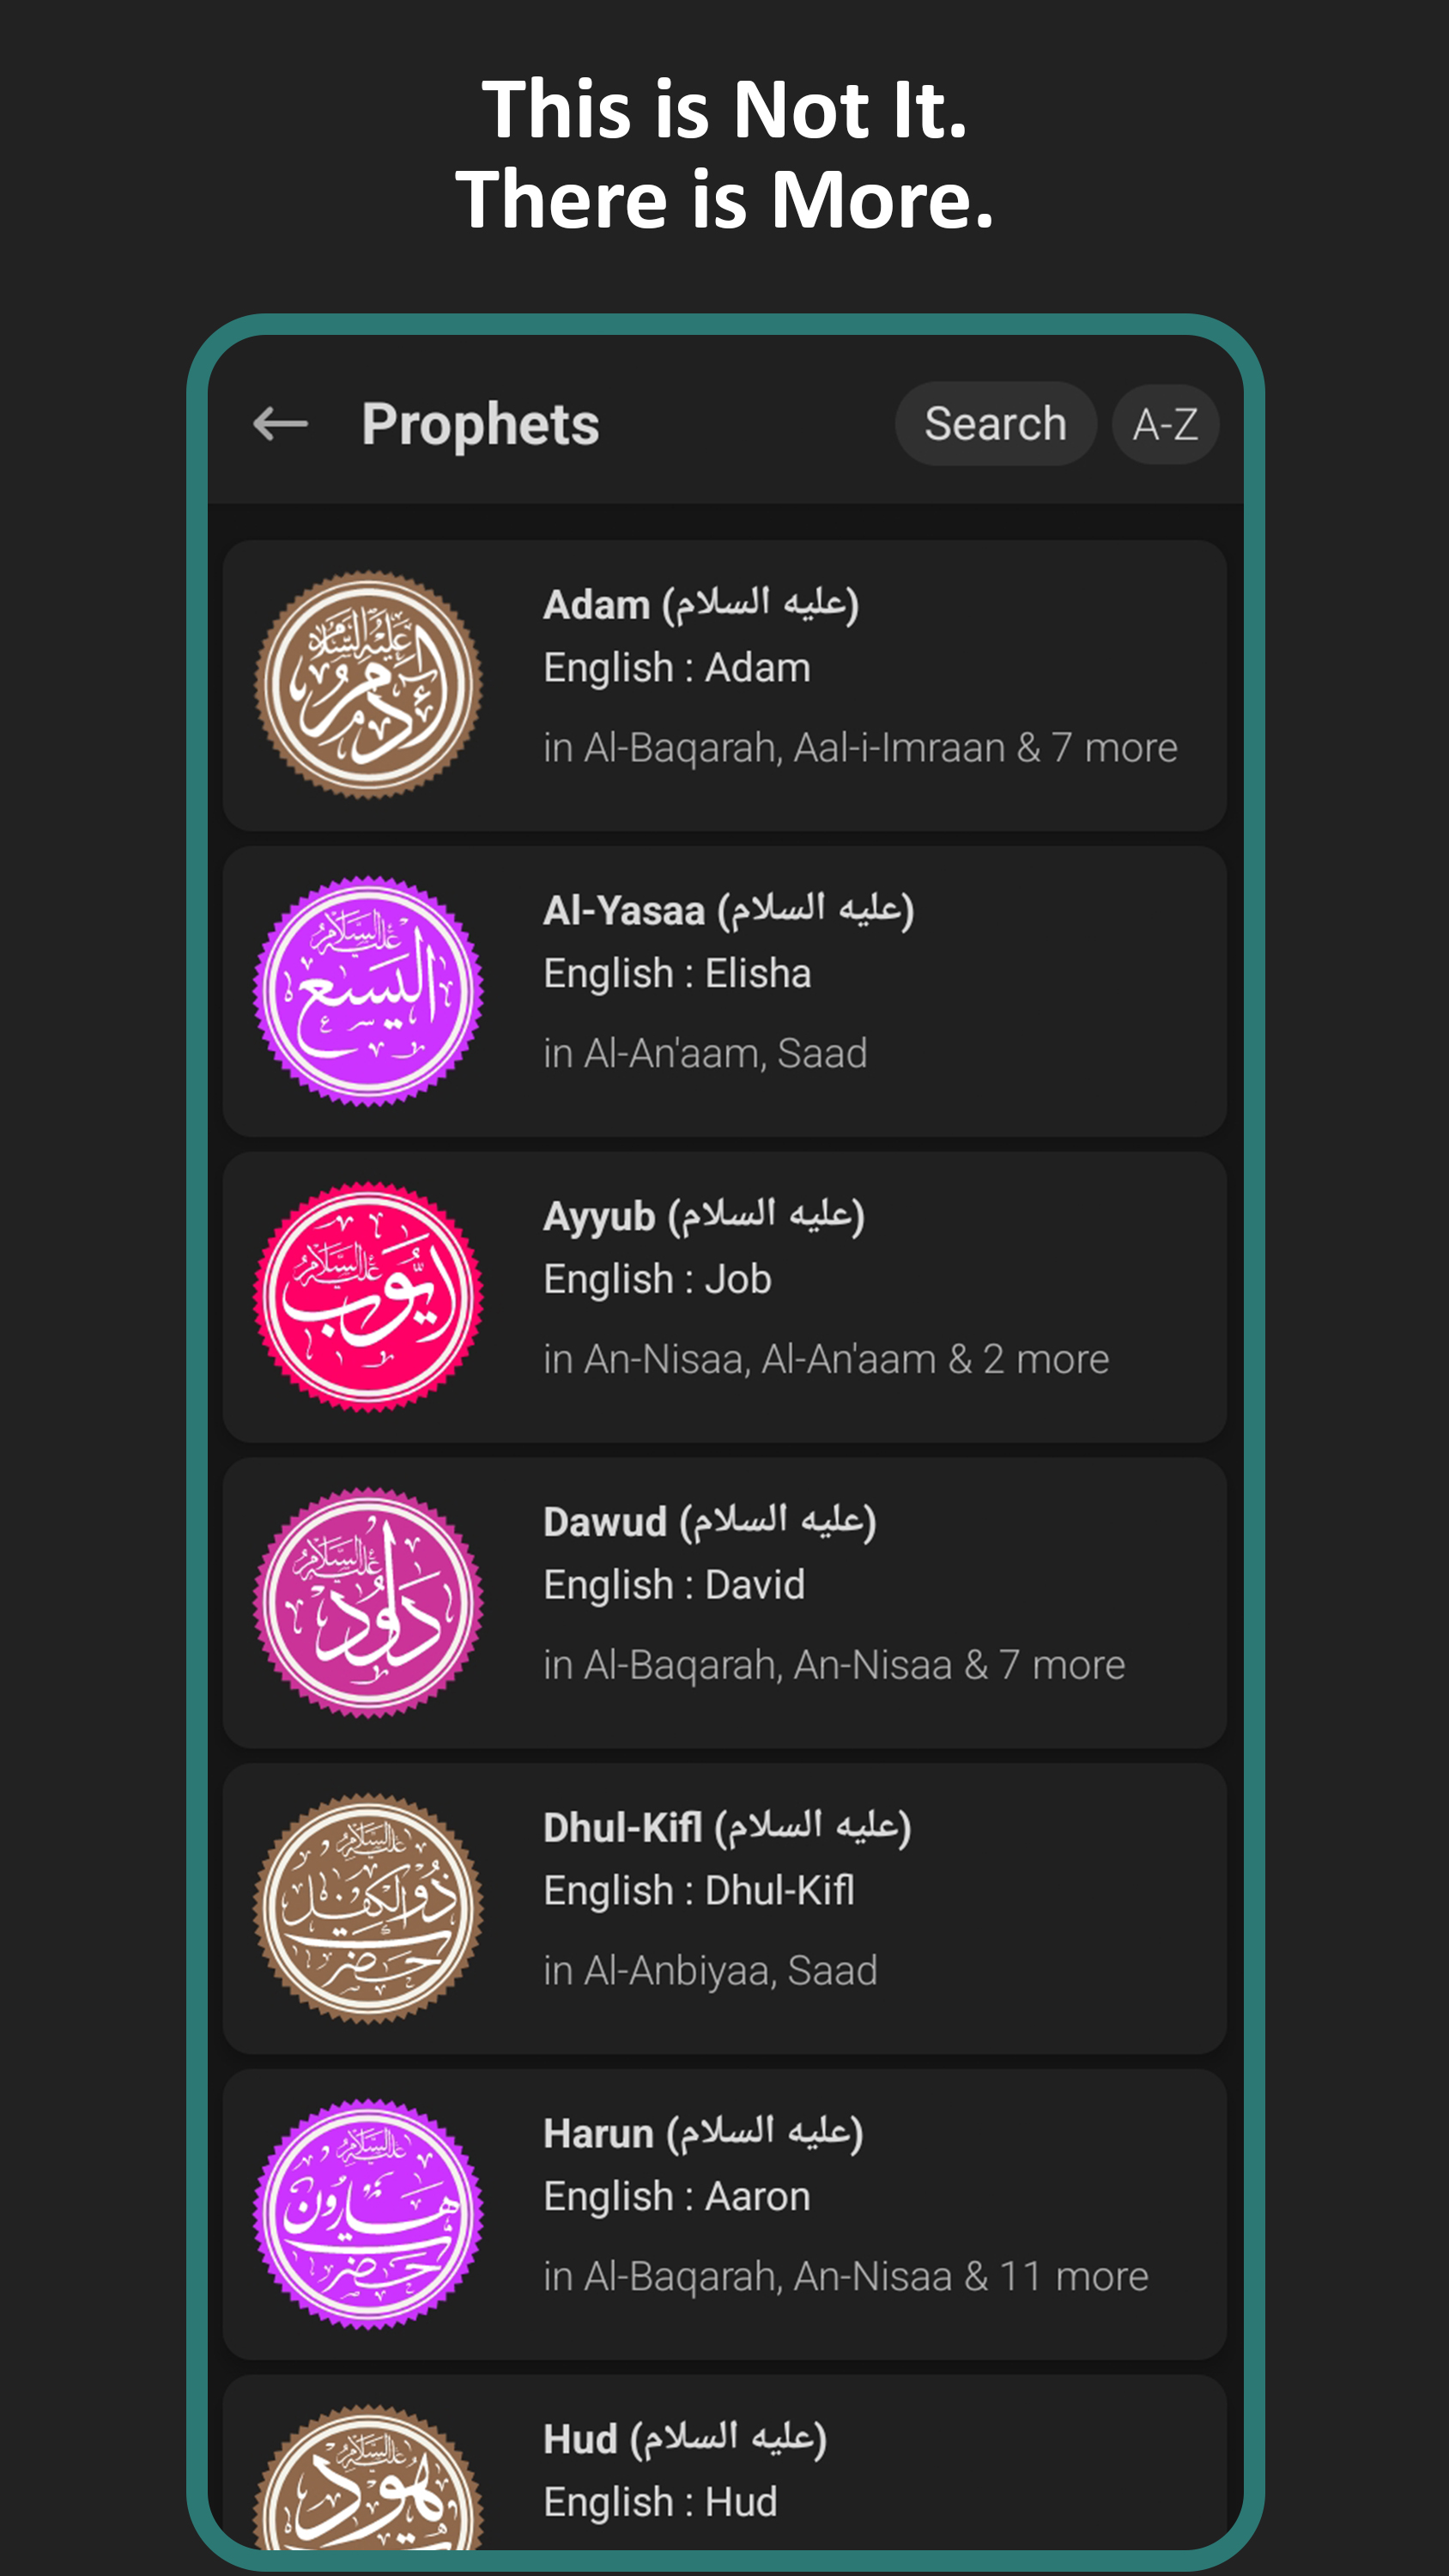 This is Not It.
There is More.
Prophets
Search
A-Z
Adam (عليه السلام)
English : Adam
in Al-Baqarah, Aal-i-Imraan & 7 more
عليه السلام
آدم
Al-Yasaa (عليه السلام)
English : Elisha
in Al-An'aam, Saad
عليه السلام
اليسع
Ayyub (عليه السلام)
English : Job
in An-Nisaa, Al-An'aam & 2 more
عليه السلام
ايوب
Dawud (عليه السلام)
English : David
in Al-Baqarah, An-Nisaa & 7 more
عليه السلام
داود
Dhul-Kifl (عليه السلام)
English : Dhul-Kifl
in Al-Anbiyaa, Saad
عليه السلام
ذو الكفل
حضرت
Harun (عليه السلام)
English : Aaron
in Al-Baqarah, An-Nisaa & 11 more
عليه السلام
هارون
حضرت
Hud (عليه السلام)
English : Hud
عليه السلام
هود